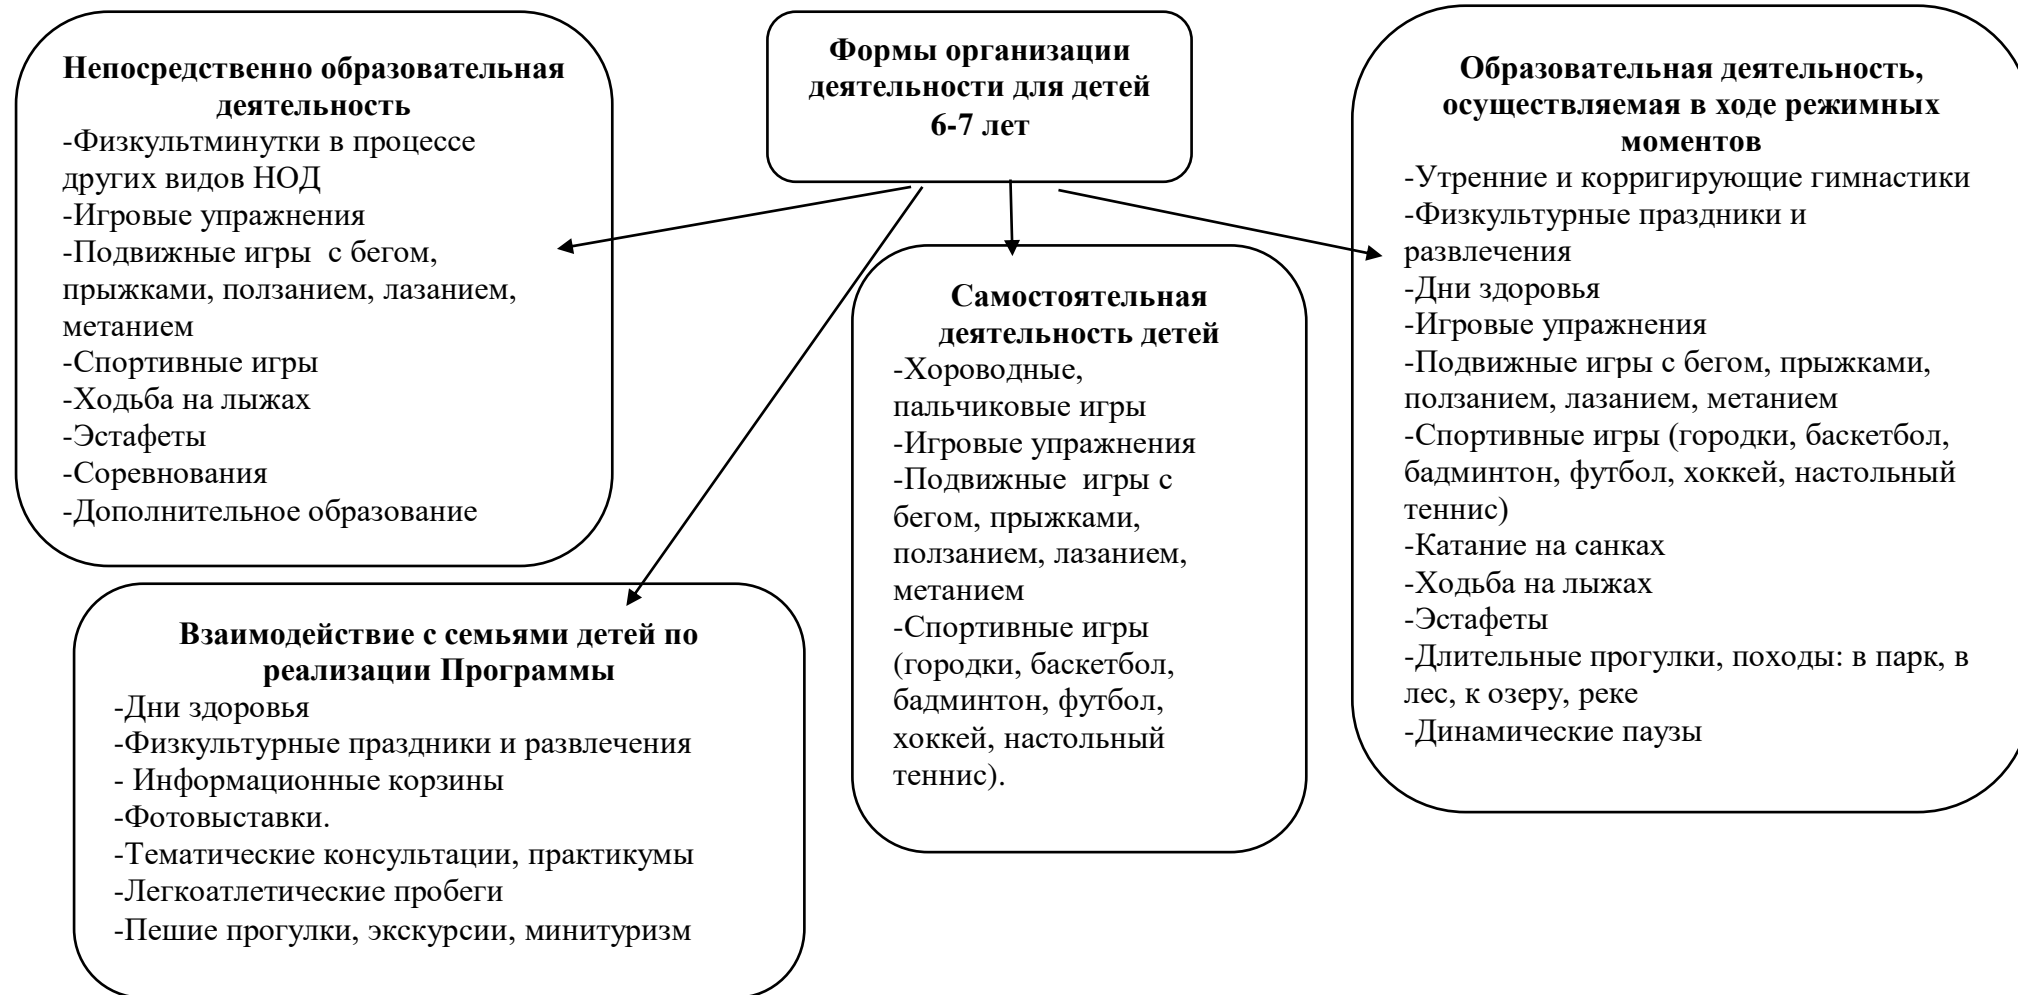 Формы организации
деятельности для детей
6-7 лет
Непосредственно образовательная
деятельность
-Физкультминутки в процессе
других видов НОД
-Игровые упражнения
-Подвижные игры  с бегом,
прыжками, ползанием, лазанием,
метанием
-Спортивные игры
-Ходьба на лыжах
-Эстафеты
-Соревнования
-Дополнительное образование
Взаимодействие с семьями детей по
реализации Программы
-Дни здоровья
-Физкультурные праздники и развлечения
- Информационные корзины
-Фотовыставки.
-Тематические консультации, практикумы
-Легкоатлетические пробеги
-Пешие прогулки, экскурсии, минитуризм
Самостоятельная
деятельность детей
-Хороводные,
пальчиковые игры
-Игровые упражнения
-Подвижные  игры с
бегом, прыжками,
ползанием, лазанием,
метанием
-Спортивные игры
(городки, баскетбол,
бадминтон, футбол,
хоккей, настольный
теннис).
Образовательная деятельность,
осуществляемая в ходе режимных
моментов
-Утренние и корригирующие гимнастики
-Физкультурные праздники и
развлечения
-Дни здоровья
-Игровые упражнения
-Подвижные игры с бегом, прыжками,
ползанием, лазанием, метанием
-Спортивные игры (городки, баскетбол,
бадминтон, футбол, хоккей, настольный
теннис)
-Катание на санках
-Ходьба на лыжах
-Эстафеты
-Длительные прогулки, походы: в парк, в
лес, к озеру, реке
-Динамические паузы